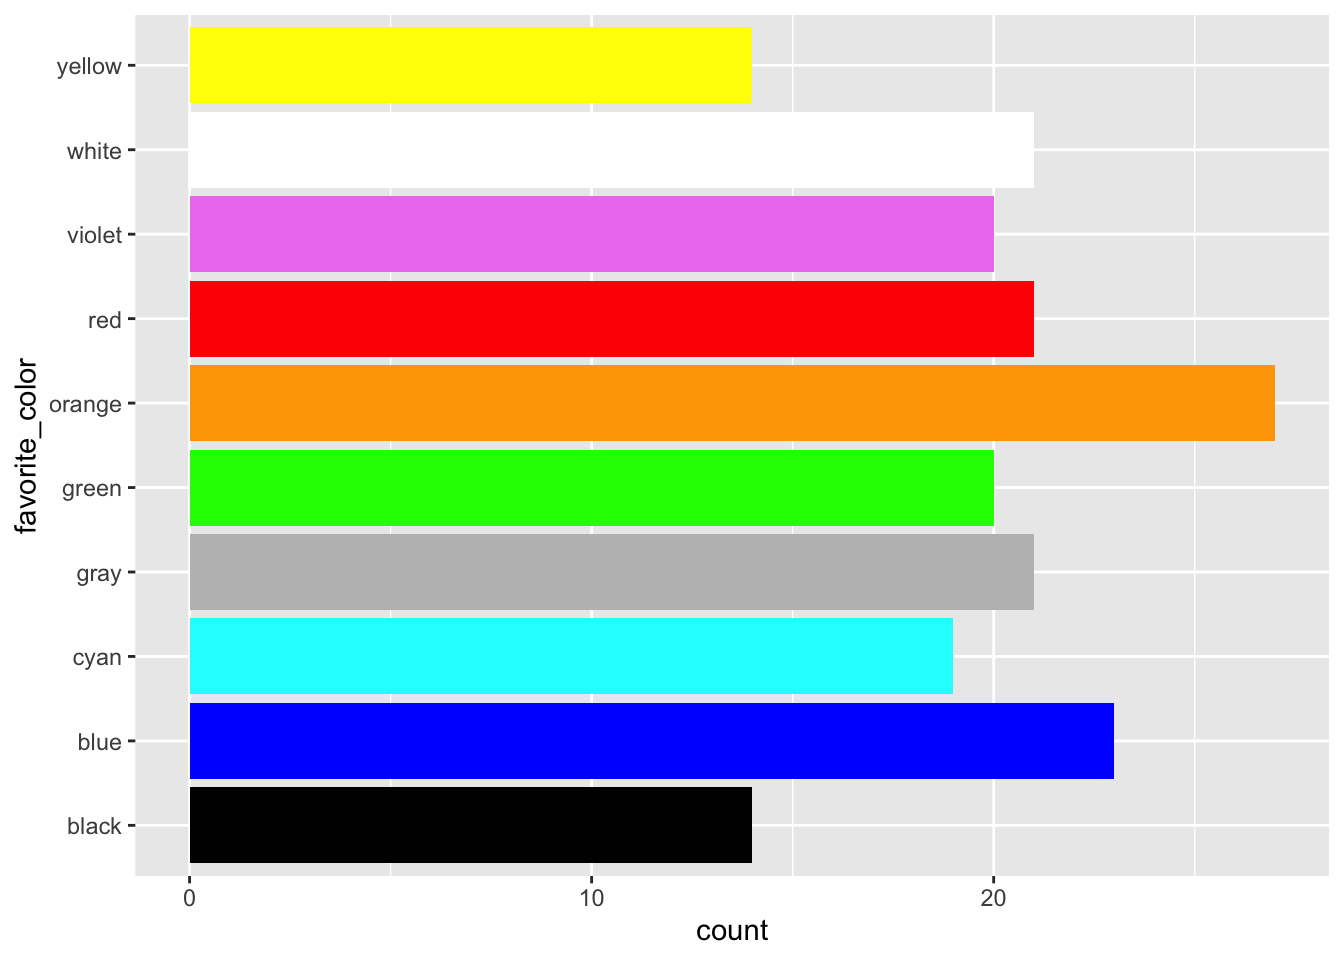 yellow
white
violet
red
orange
green
gray
cyan
blue
black
favorite_color
0 10 20
count